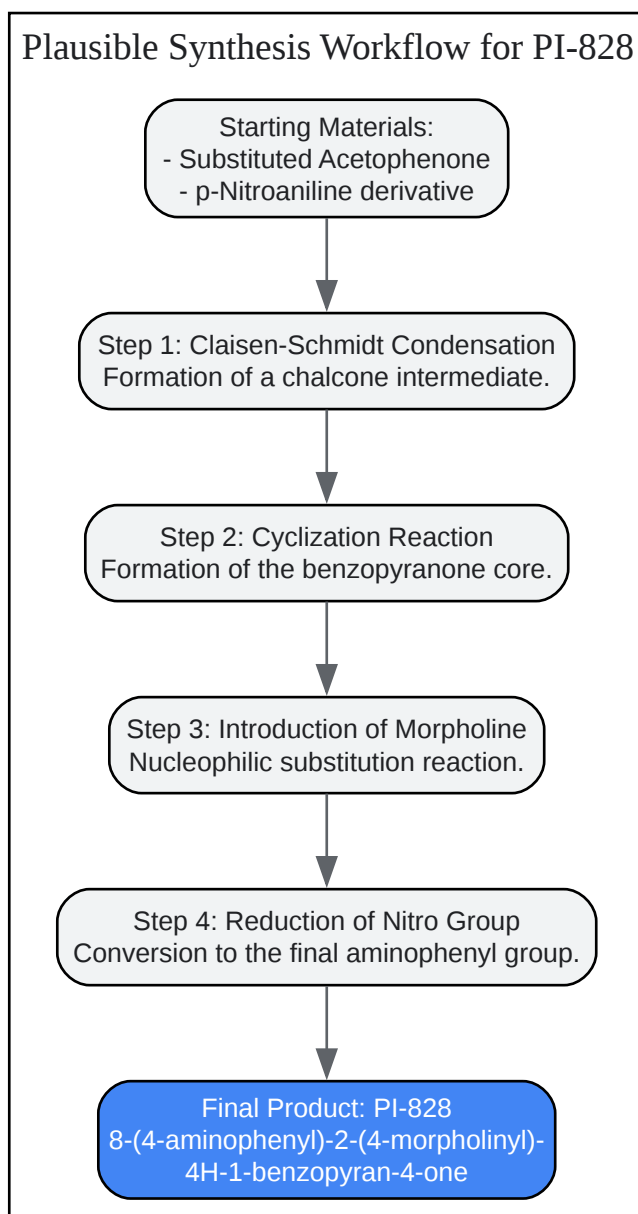 Plausible Synthesis Workflow for PI-828
Starting Materials:
- Substituted Acetophenone
- p-Nitroaniline derivative
Step 1: Claisen-Schmidt Condensation
Formation of a chalcone intermediate.
Step 2: Cyclization Reaction
Formation of the benzopyranone core.
Step 3: Introduction of Morpholine
Nucleophilic substitution reaction.
Step 4: Reduction of Nitro Group
Conversion to the final aminophenyl group.
Final Product: PI-828
8-(4-aminophenyl)-2-(4-morpholinyl)-
4H-1-benzopyran-4-one